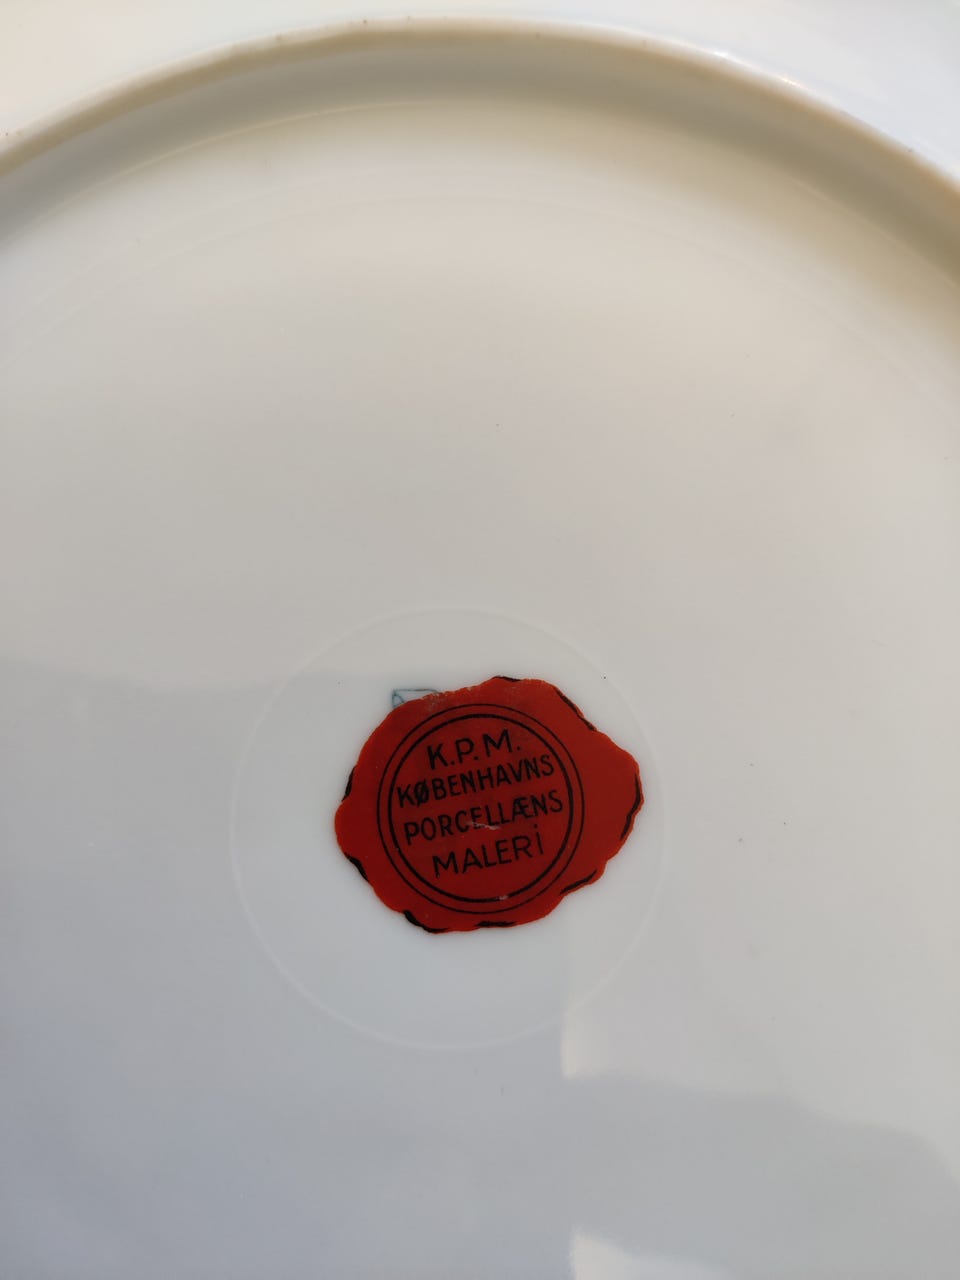 K.P.M.
KØBENHAVNS
PORCELLÆNS
MALERi